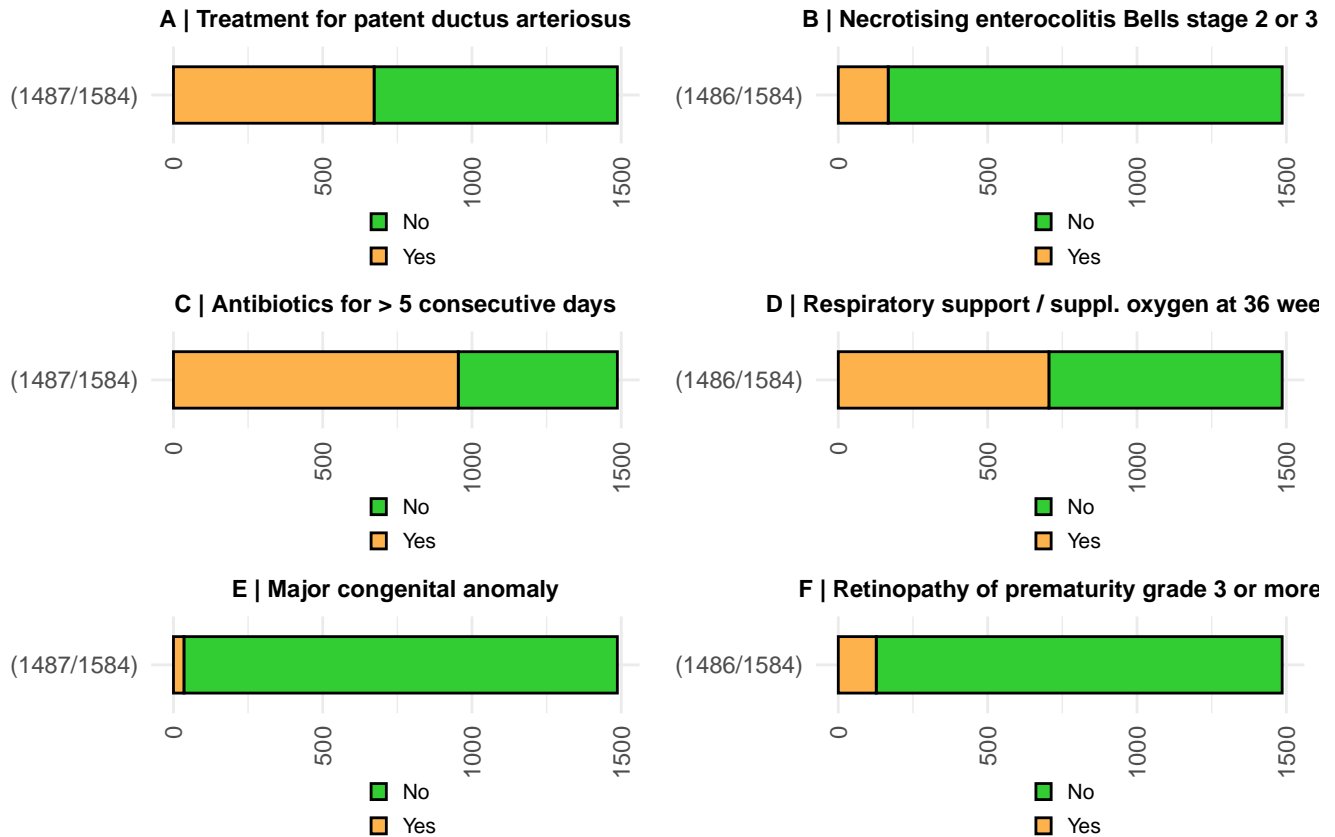 A | Treatment for patent ductus arteriosus
(1487/1584)
0
500
1000
1500
No
Yes
B | Necrotising enterocolitis Bells stage 2 or 3
(1486/1584)
0
500
1000
1500
No
Yes
C | Antibiotics for > 5 consecutive days
(1487/1584)
0
500
1000
1500
No
Yes
D | Respiratory support / suppl. oxygen at 36 wee
(1486/1584)
0
500
1000
1500
No
Yes
E | Major congenital anomaly
(1487/1584)
0
500
1000
1500
No
Yes
F | Retinopathy of prematurity grade 3 or more
(1486/1584)
0
500
1000
1500
No
Yes